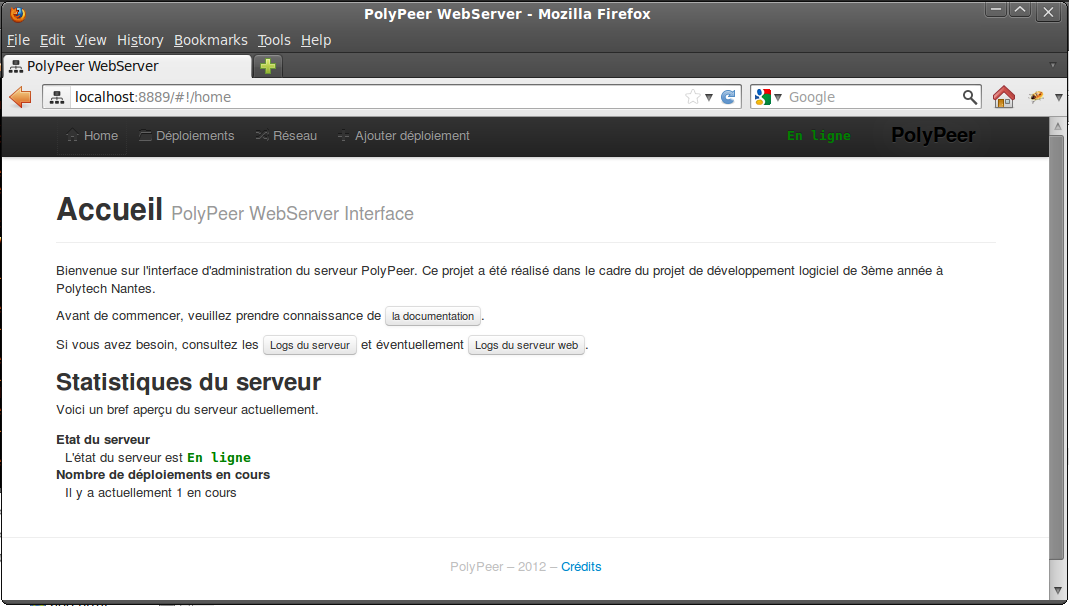 PolyPeer WebServer - Mozilla Firefox
File Edit View History Bookmarks Tools Help
PolyPeer WebServer
localhost:8889/#!/home Google
Home Déploiements Réseau Ajouter déploiement En ligne PolyPeer
Accueil PolyPeer WebServer Interface
Bienvenue sur l'interface d'administration du serveur PolyPeer. Ce projet a été réalisé dans le cadre du projet de développement logiciel de 3ème année à
Polytech Nantes.
Avant de commencer, veuillez prendre connaissance de la documentation.
Si vous avez besoin, consultez les Logs du serveur et éventuellement Logs du serveur web.
Statistiques du serveur
Voici un bref aperçu du serveur actuellement.
Etat du serveur
L'état du serveur est En ligne
Nombre de déploiements en cours
Il y a actuellement 1 en cours
PolyPeer – 2012 – Crédits